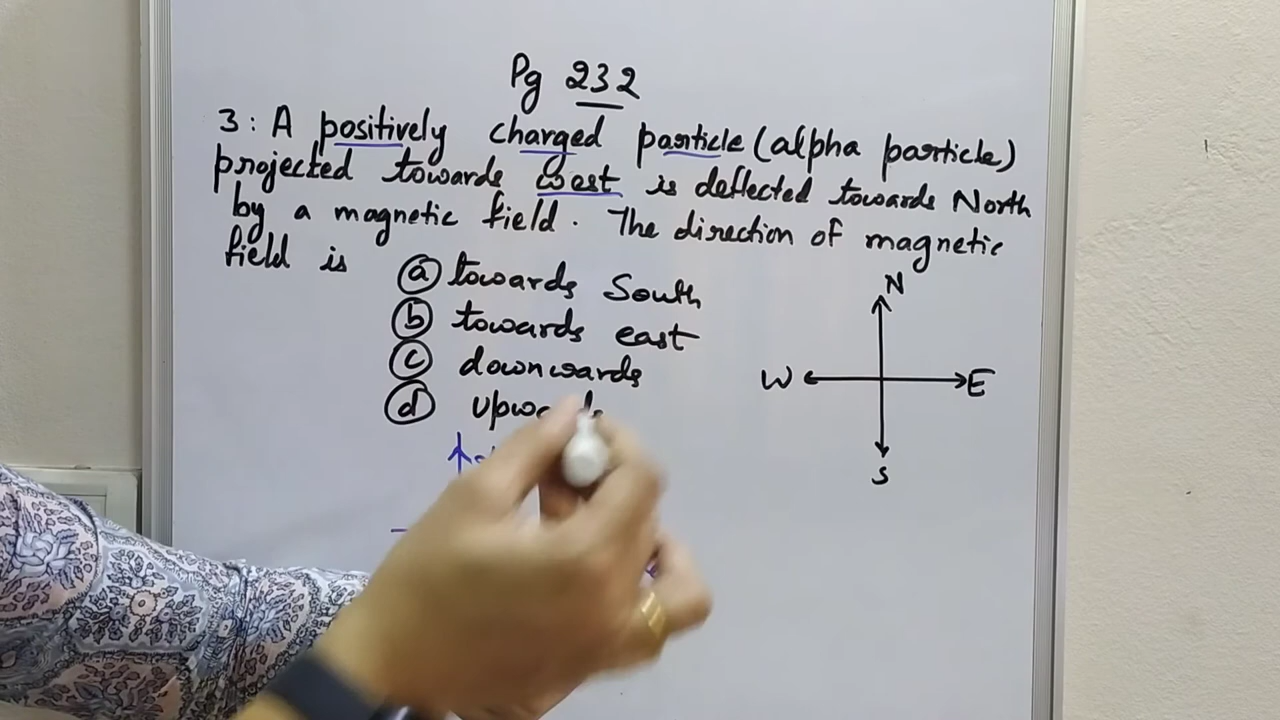 Pg 232
3: A positively charged particle (alpha particle)
projected towards west is deflected towards North
by a magnetic field. The direction of magnetic
field is
(a) towards South
(b) towards east
(c) downwards
(d)
N
W E
S